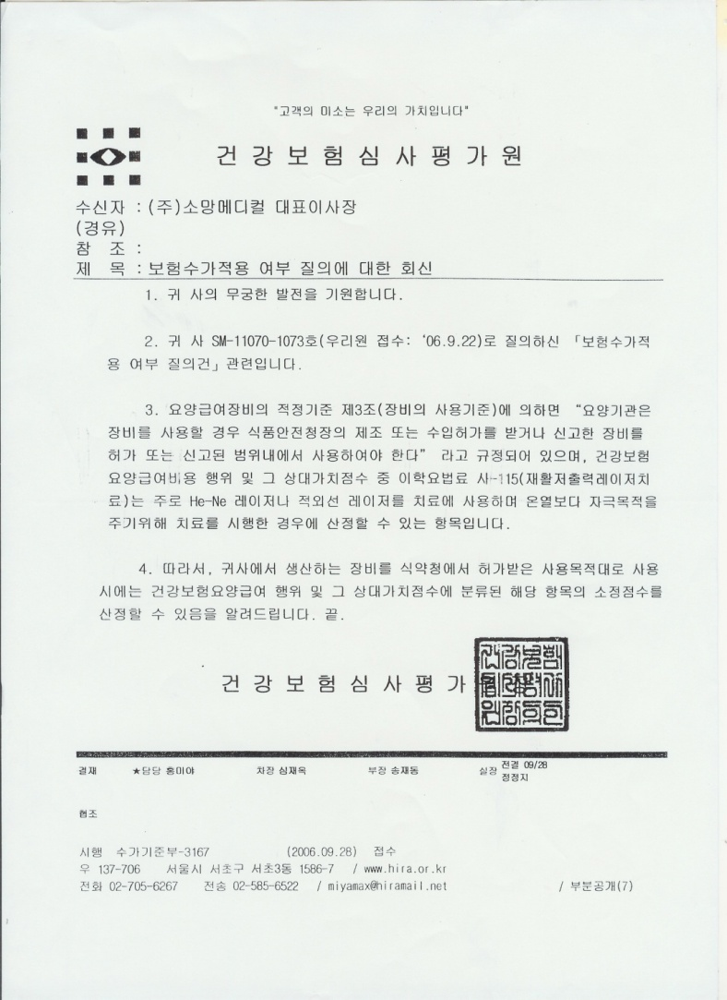 "고객의 미소는 우리의 가치입니다"
건강보험심사평가원
수신자 : (주)소망메디컬 대표이사장
(경유)
참 조 :
제 목 : 보험수가적용 여부 질의에 대한 회신
1. 귀 사의 무궁한 발전을 기원합니다.
2. 귀 사 SM-11070-1073호(우리원 접수: ‘06.9.22)로 질의하신 「보험수가적
용 여부 질의건」관련입니다.
3. 요양급여장비의 적정기준 제3조(장비의 사용기준)에 의하면 “요양기관은
장비를 사용할 경우 식품안전청장의 제조 또는 수입허가를 받거나 신고한 장비를
허가 또는 신고된 범위내에서 사용하여야 한다” 라고 규정되어 있으며, 건강보험
요양급여비용 행위 및 그 상대가치점수 중 이학요법료 사-115(재활저출력레이저치
료)는 주로 He-Ne 레이저나 적외선 레이저를 치료에 사용하며 온열보다 자극목적을
주기위해 치료를 시행한 경우에 산정할 수 있는 항목입니다.
4. 따라서, 귀사에서 생산하는 장비를 식약청에서 허가받은 사용목적대로 사용
시에는 건강보험요양급여 행위 및 그 상대가치점수에 분류된 해당 항목의 소정점수를
산정할 수 있음을 알려드립니다. 끝.
건강보험심사평가
결재 ★담당 홍미야 차장 심재옥 부장 송재동 실장 전결 09/28
정정지
협조
시행 수가기준부-3167 (2006.09.28) 접수
우 137-706 서울시 서초구 서초3동 1586-7 / www.hira.or.kr
전화 02-705-6267 전송 02-585-6522 / miyamax@hiramail.net / 부분공개(7)